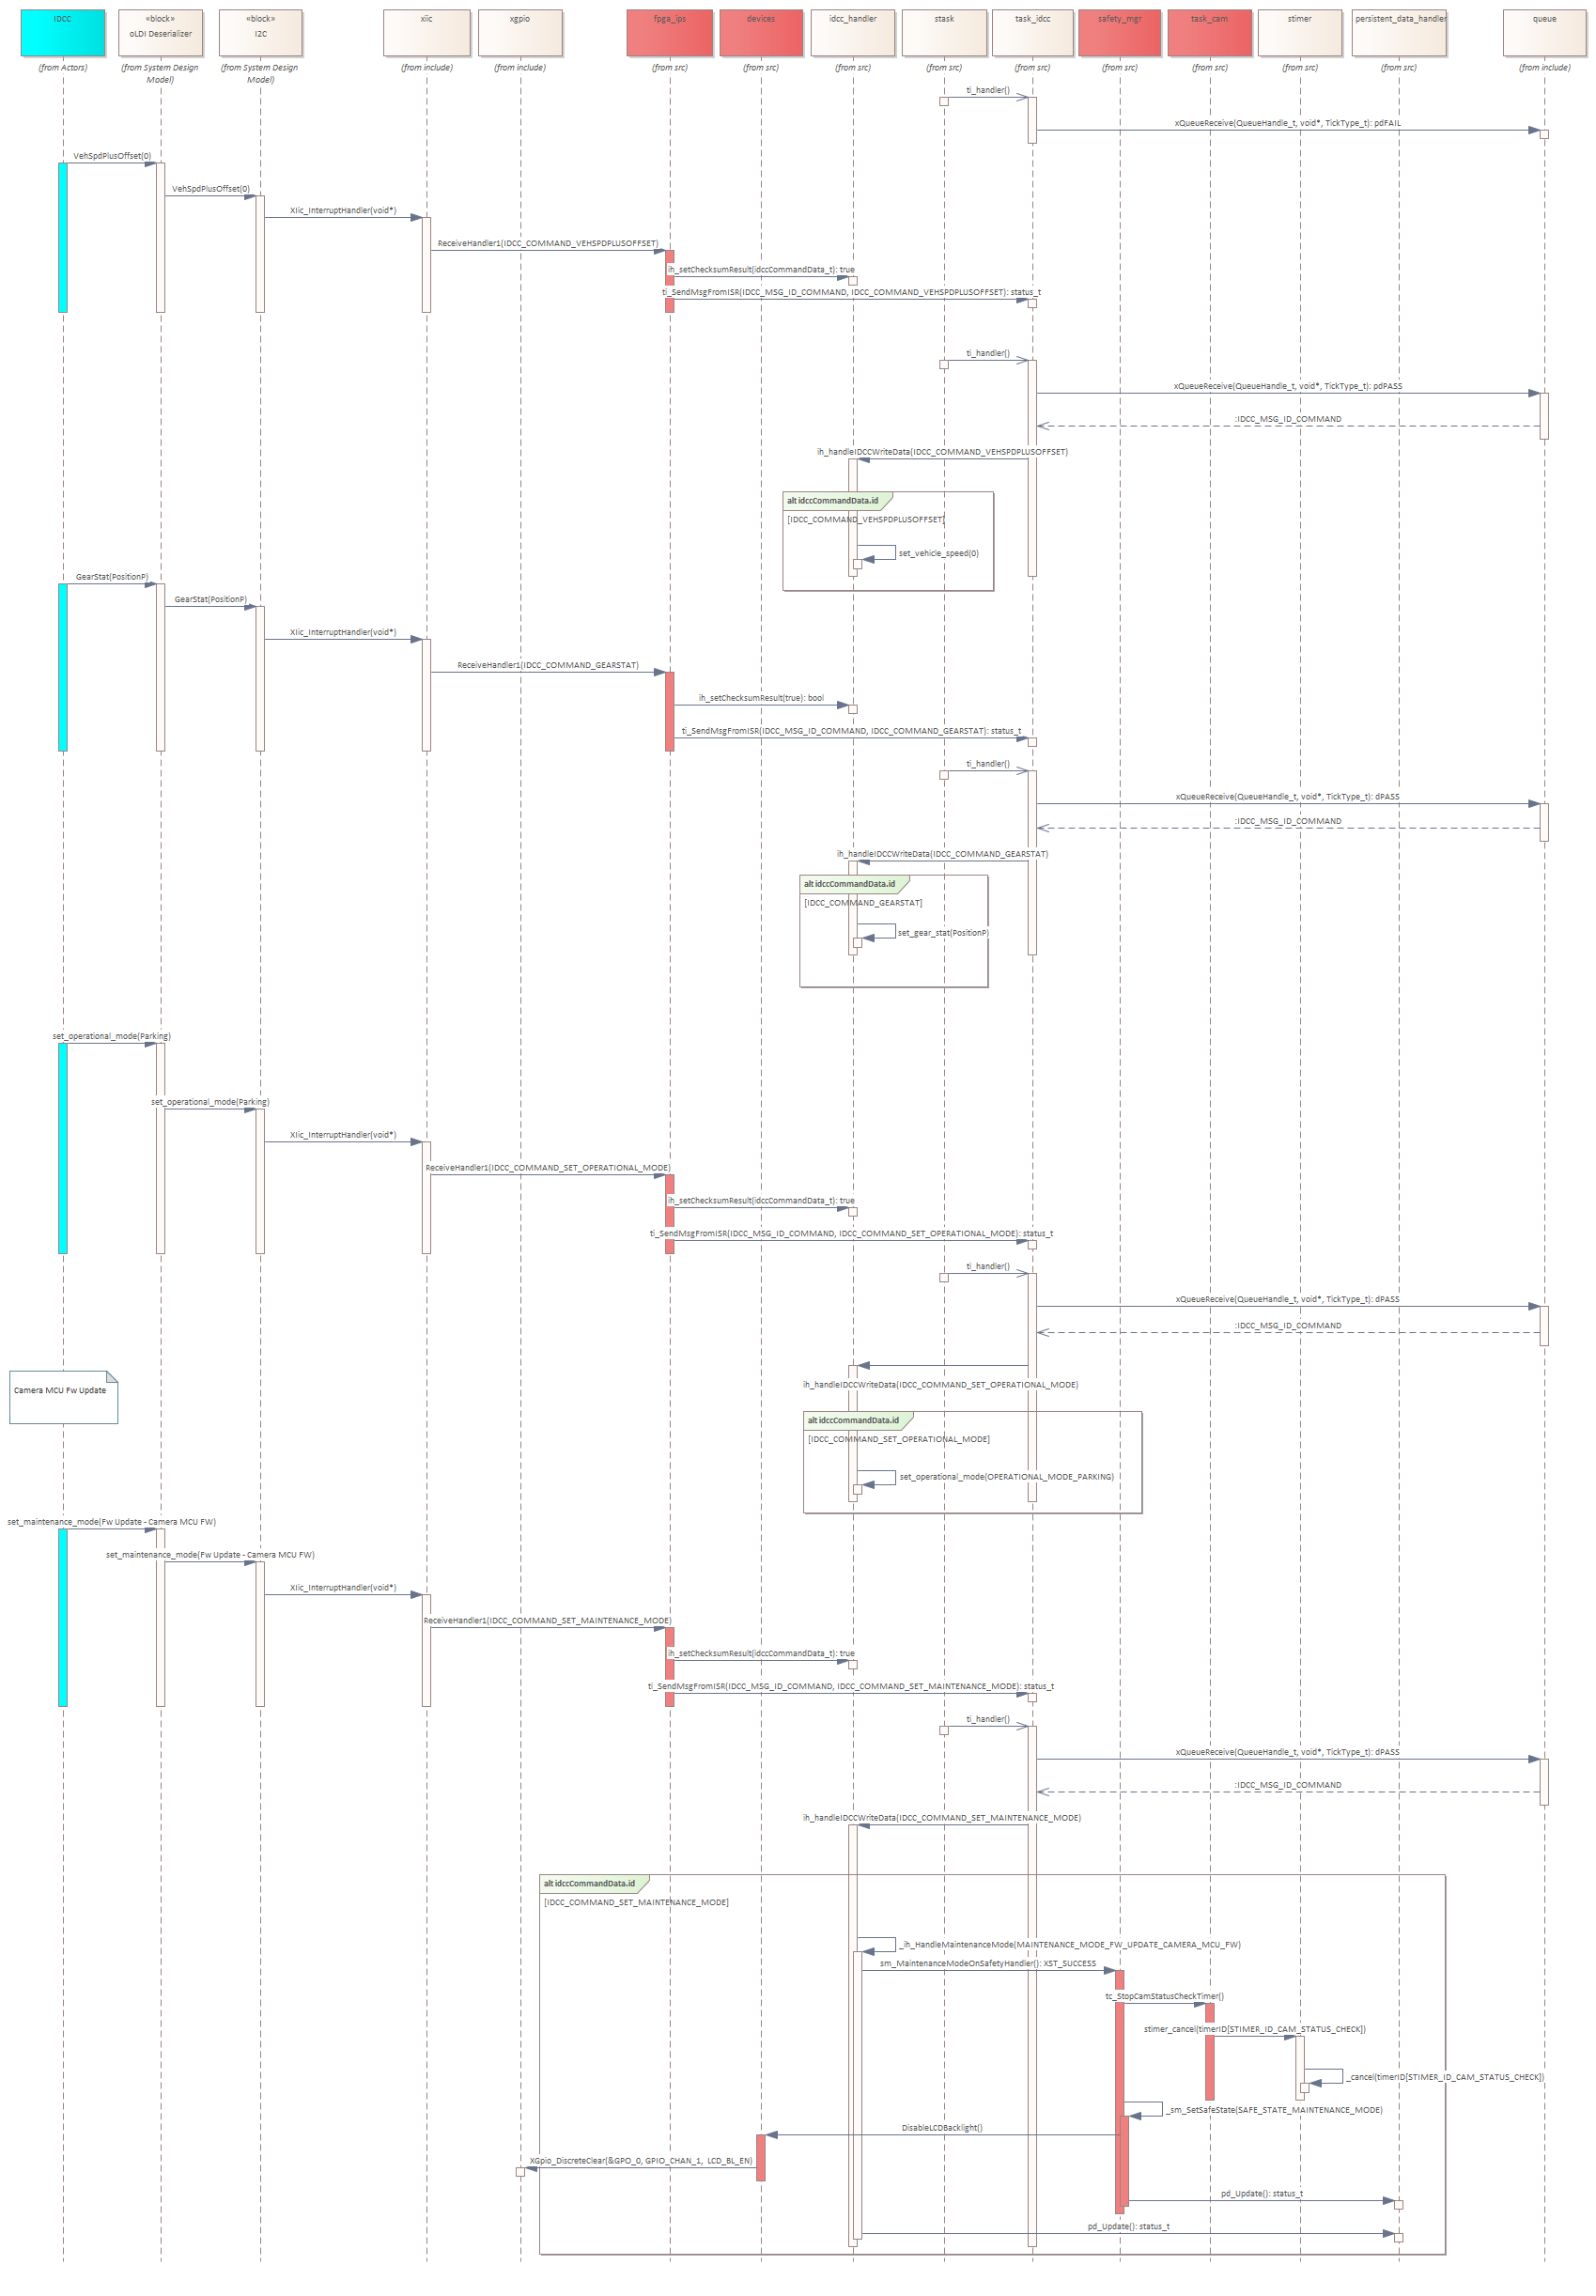 IDCC
«block»
oLDI Deserializer
«block»
I2C
xiic
xgpio
fpga_ips
devices
idcc_handler
stask
task_idcc
safety_mgr
task_cam
stimer
persistent_data_handler
queue
(from Actors)
(from System Design
Model)
(from System Design
Model)
(from include)
(from include)
(from src)
(from src)
(from src)
(from src)
(from src)
(from src)
(from src)
(from src)
(from src)
(from include)
ti_handler()
xQueueReceive(QueueHandle_t, void*, TickType_t): pdFAIL
VehSpdPlusOffset(0)
VehSpdPlusOffset(0)
XIic_InterruptHandler(void*)
ReceiveHandler1(IDCC_COMMAND_VEHSPDPLUSOFFSET)
ih_setChecksumResult(idccCommandData_t): true
ti_SendMsgFromISR(IDCC_MSG_ID_COMMAND, IDCC_COMMAND_VEHSPDPLUSOFFSET): status_t
ti_handler()
xQueueReceive(QueueHandle_t, void*, TickType_t): pdPASS
:IDCC_MSG_ID_COMMAND
ih_handleIDCCWriteData(IDCC_COMMAND_VEHSPDPLUSOFFSET)
alt idccCommandData.id
[IDCC_COMMAND_VEHSPDPLUSOFFSET]
set_vehicle_speed(0)
GearStat(PositionP)
GearStat(PositionP)
XIic_InterruptHandler(void*)
ReceiveHandler1(IDCC_COMMAND_GEARSTAT)
ih_setChecksumResult(true): bool
ti_SendMsgFromISR(IDCC_MSG_ID_COMMAND, IDCC_COMMAND_GEARSTAT): status_t
ti_handler()
xQueueReceive(QueueHandle_t, void*, TickType_t): dPASS
:IDCC_MSG_ID_COMMAND
ih_handleIDCCWriteData(IDCC_COMMAND_GEARSTAT)
alt idccCommandData.id
[IDCC_COMMAND_GEARSTAT]
set_gear_stat(PositionP)
set_operational_mode(Parking)
set_operational_mode(Parking)
XIic_InterruptHandler(void*)
ReceiveHandler1(IDCC_COMMAND_SET_OPERATIONAL_MODE)
ih_setChecksumResult(idccCommandData_t): true
ti_SendMsgFromISR(IDCC_MSG_ID_COMMAND, IDCC_COMMAND_SET_OPERATIONAL_MODE): status_t
ti_handler()
xQueueReceive(QueueHandle_t, void*, TickType_t): dPASS
:IDCC_MSG_ID_COMMAND
ih_handleIDCCWriteData(IDCC_COMMAND_SET_OPERATIONAL_MODE)
Camera MCU Fw Update
alt idccCommandData.id
[IDCC_COMMAND_SET_OPERATIONAL_MODE]
set_operational_mode(OPERATIONAL_MODE_PARKING)
set_maintenance_mode(Fw Update - Camera MCU FW)
set_maintenance_mode(Fw Update - Camera MCU FW)
XIic_InterruptHandler(void*)
ReceiveHandler1(IDCC_COMMAND_SET_MAINTENANCE_MODE)
ih_setChecksumResult(idccCommandData_t): true
ti_SendMsgFromISR(IDCC_MSG_ID_COMMAND, IDCC_COMMAND_SET_MAINTENANCE_MODE): status_t
ti_handler()
xQueueReceive(QueueHandle_t, void*, TickType_t): dPASS
:IDCC_MSG_ID_COMMAND
ih_handleIDCCWriteData(IDCC_COMMAND_SET_MAINTENANCE_MODE)
alt idccCommandData.id
[IDCC_COMMAND_SET_MAINTENANCE_MODE]
_ih_HandleMaintenanceMode(MAINTENANCE_MODE_FW_UPDATE_CAMERA_MCU_FW)
sm_MaintenanceModeOnSafetyHandler(): XST_SUCCESS
tc_StopCamStatusCheckTimer()
stimer_cancel(timerID[STIMER_ID_CAM_STATUS_CHECK])
_cancel(timerID[STIMER_ID_CAM_STATUS_CHECK])
_sm_SetSafeState(SAFE_STATE_MAINTENANCE_MODE)
DisableLCDBacklight()
XGpio_DiscreteClear(&GPO_0, GPIO_CHAN_1, LCD_BL_EN)
pd_Update(): status_t
pd_Update(): status_t